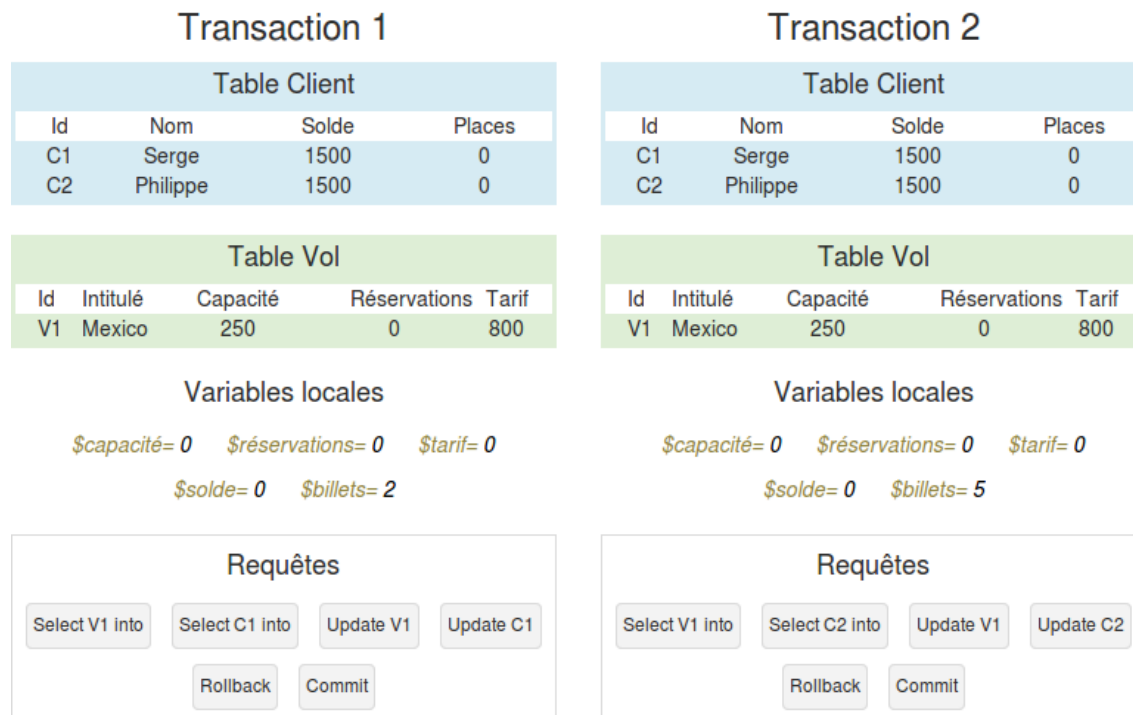 Transaction 1
Table Client
Id Nom Solde Places
C1 Serge 1500 0
C2 Philippe 1500 0
Table Vol
Id Intitulé Capacité Réservations Tarif
V1 Mexico 250 0 800
Variables locales
$capacité= 0 $réservations= 0 $tarif= 0
$solde= 0 $billets= 2
Requêtes
Select V1 into Select C1 into Update V1 Update C1
Rollback Commit
Transaction 2
Table Client
Id Nom Solde Places
C1 Serge 1500 0
C2 Philippe 1500 0
Table Vol
Id Intitulé Capacité Réservations Tarif
V1 Mexico 250 0 800
Variables locales
$capacité= 0 $réservations= 0 $tarif= 0
$solde= 0 $billets= 5
Requêtes
Select V1 into Select C2 into Update V1 Update C2
Rollback Commit